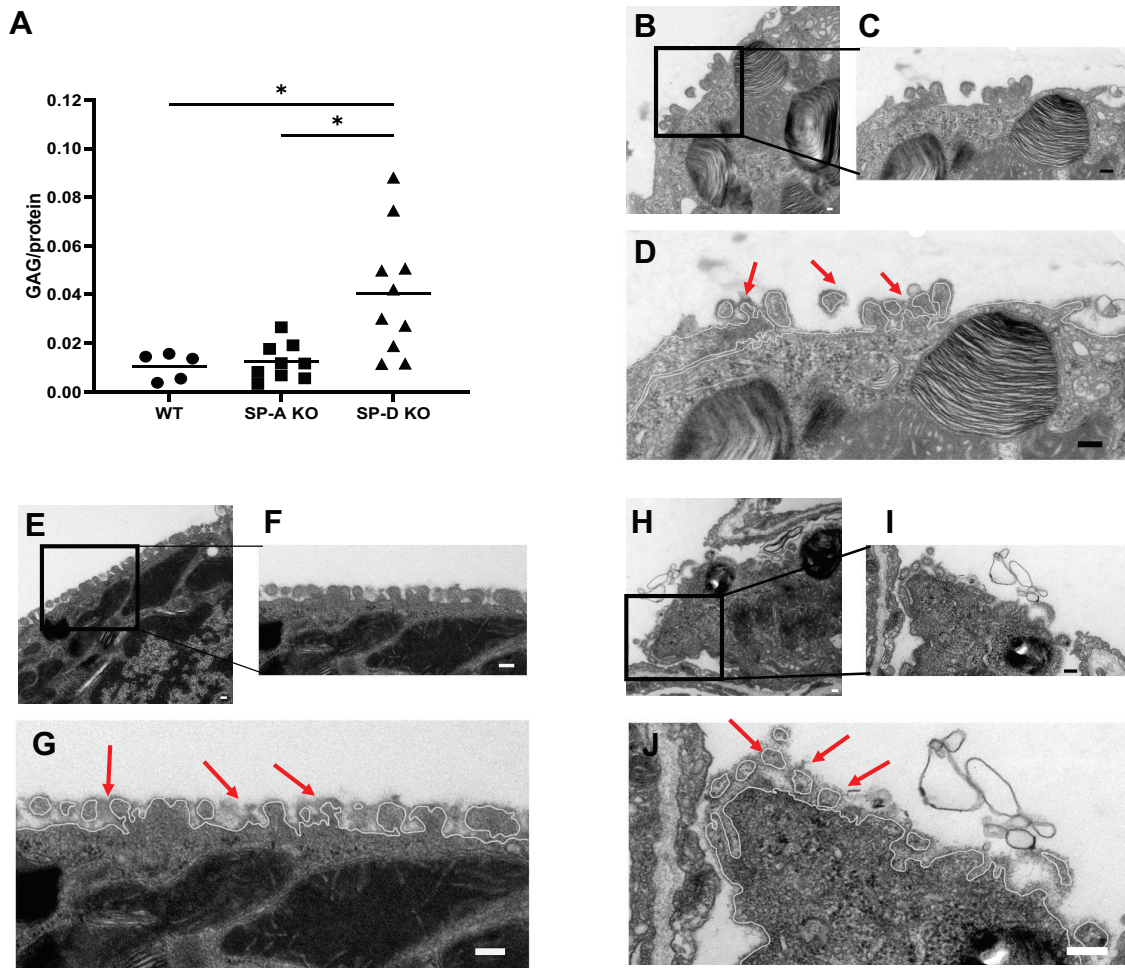 A
B
C
0.12
0.10
0.08
0.06
0.04
0.02
0.00
GAG/protein
*
*
WT
SP-A KO
SP-D KO
D
E
F
H
I
G
J